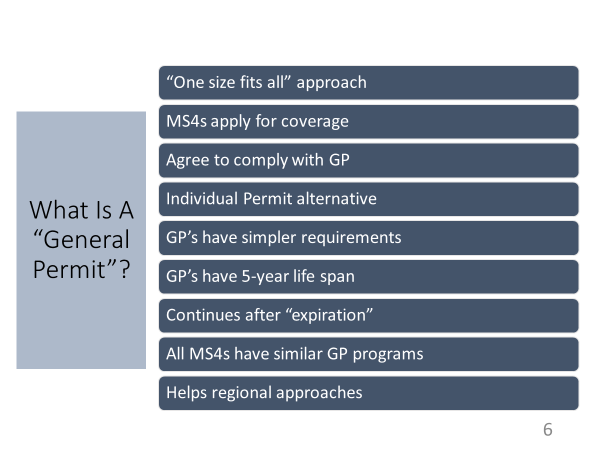 What Is A
“General
Permit”?
“One size fits all” approach
MS4s apply for coverage
Agree to comply with GP
Individual Permit alternative
GP’s have simpler requirements
GP’s have 5-year life span
Continues after “expiration”
All MS4s have similar GP programs
Helps regional approaches
6